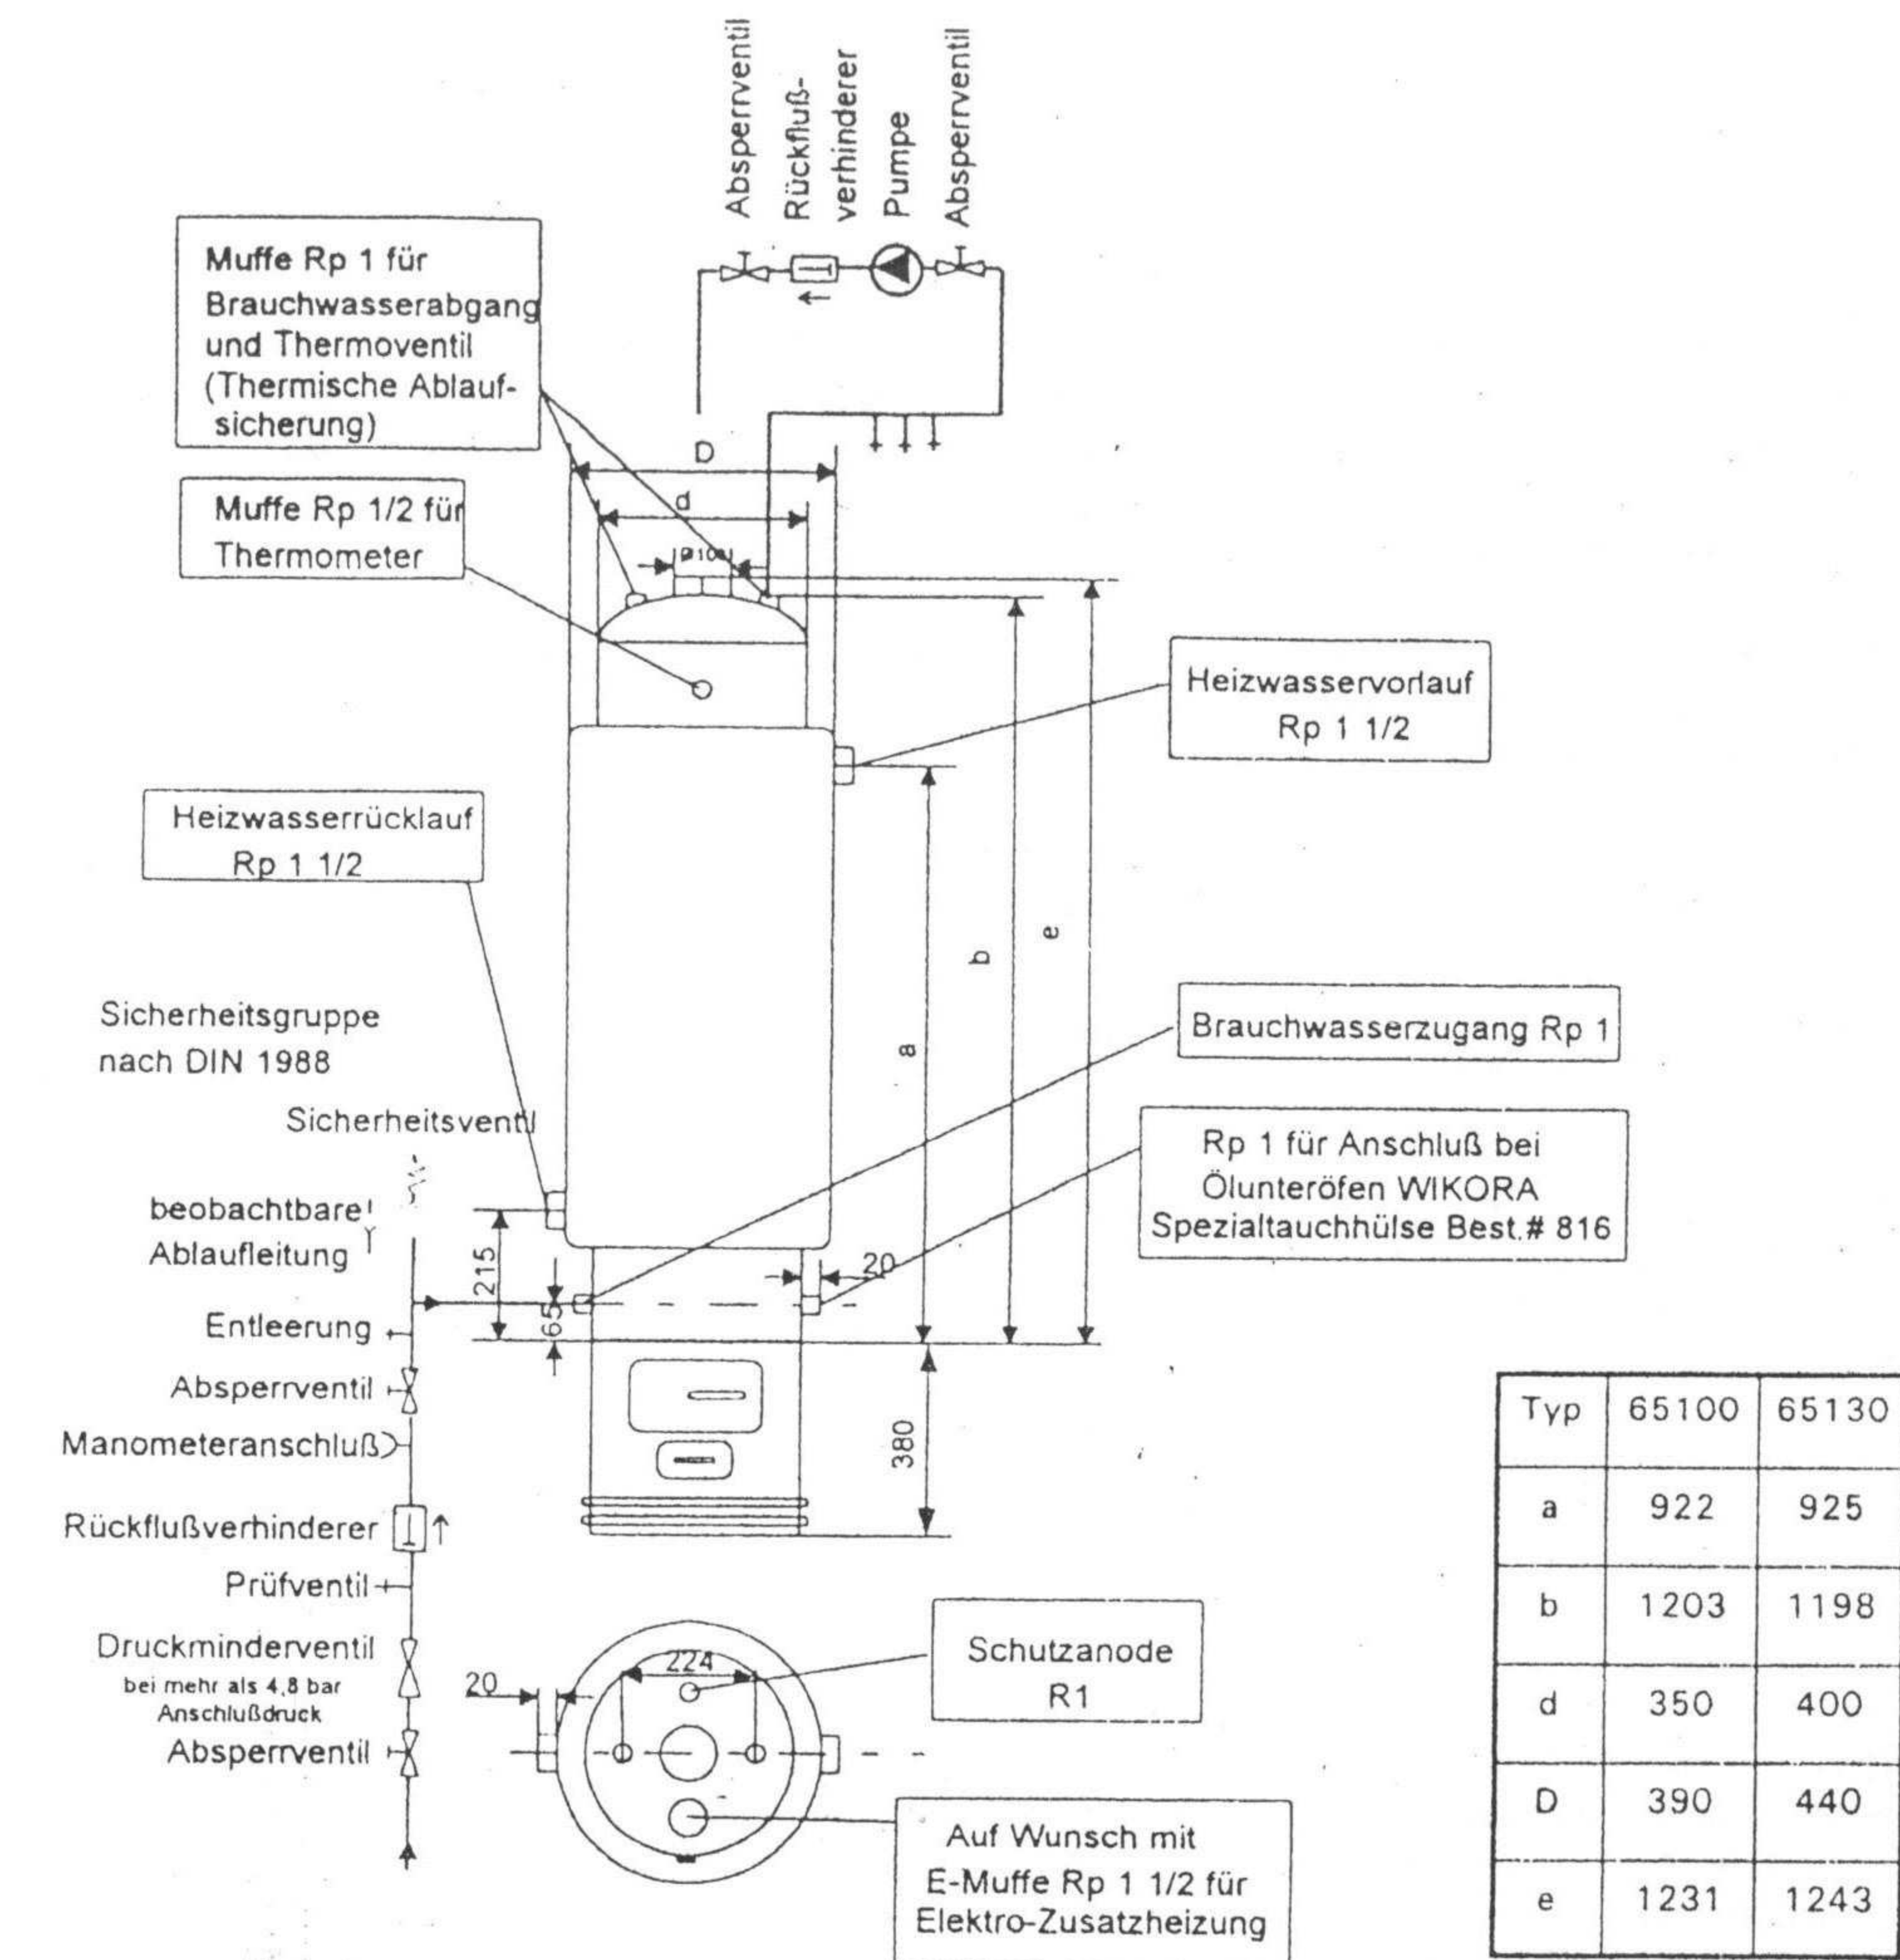 Absperrventil
Rückfluß-
verhinderer
Pumpe
Absperrventil
Muffe Rp 1 für
Brauchwasserabgang
und Thermoventil
(Thermische Ablauf-
sicherung)
D
Muffe Rp 1/2 für
Thermometer
d
Heizwasservorlauf
Rp 1 1/2
Heizwasserrücklauf
Rp 1 1/2
e
b
a
Sicherheitsgruppe
nach DIN 1988
Brauchwasserzugang Rp 1
Sicherheitsventil
Rp 1 für Anschluß bei
Ölunteröfen WIKORA
Spezialtauchhülse Best.# 816
beobachtbare
Ablaufleitung
215
20
65
Entleerung
Absperrventil
Manometeranschluß
380
Rückflußverhinderer
Prüfventil
Druckminderventil
bei mehr als 4,8 bar
Anschlußdruck
Absperrventil
20
224
Schutzanode
R1
Auf Wunsch mit
E-Muffe Rp 1 1/2 für
Elektro-Zusatzheizung
Typ 65100 65130
a 922 925
b 1203 1198
d 350 400
D 390 440
e 1231 1243